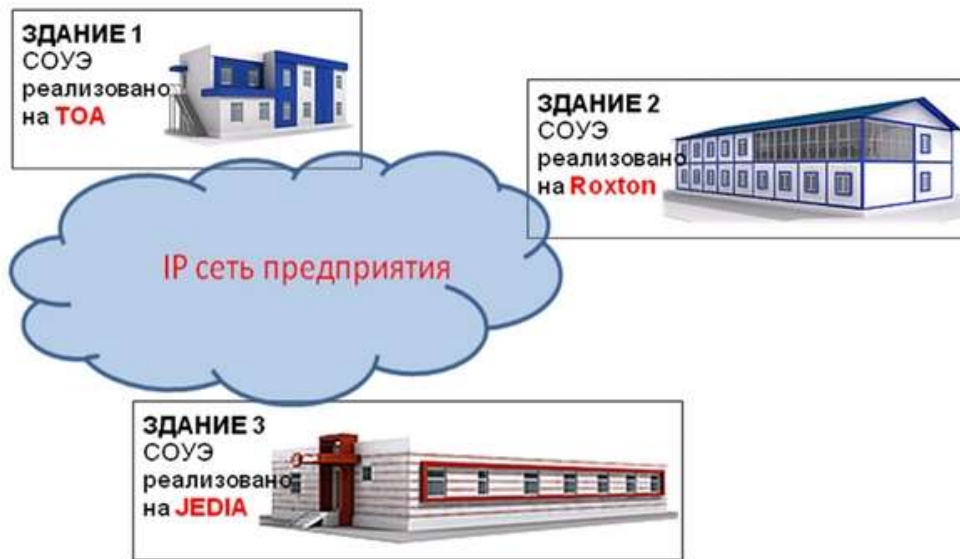 ЗДАНИЕ 1
СОУЭ
реализовано
на TOA
ЗДАНИЕ 2
СОУЭ
реализовано
на Roxton
IP сеть предприятия
ЗДАНИЕ 3
СОУЭ
реализовано
на JEDIA